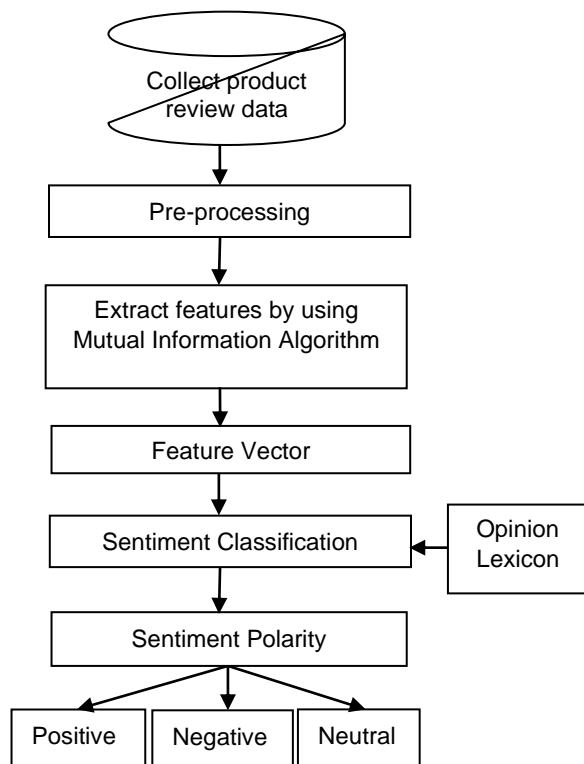 Collect product
review data
Pre-processing
Extract features by using
Mutual Information Algorithm
Feature Vector
Sentiment Classification
Opinion
Lexicon
Sentiment Polarity
Positive
Negative
Neutral